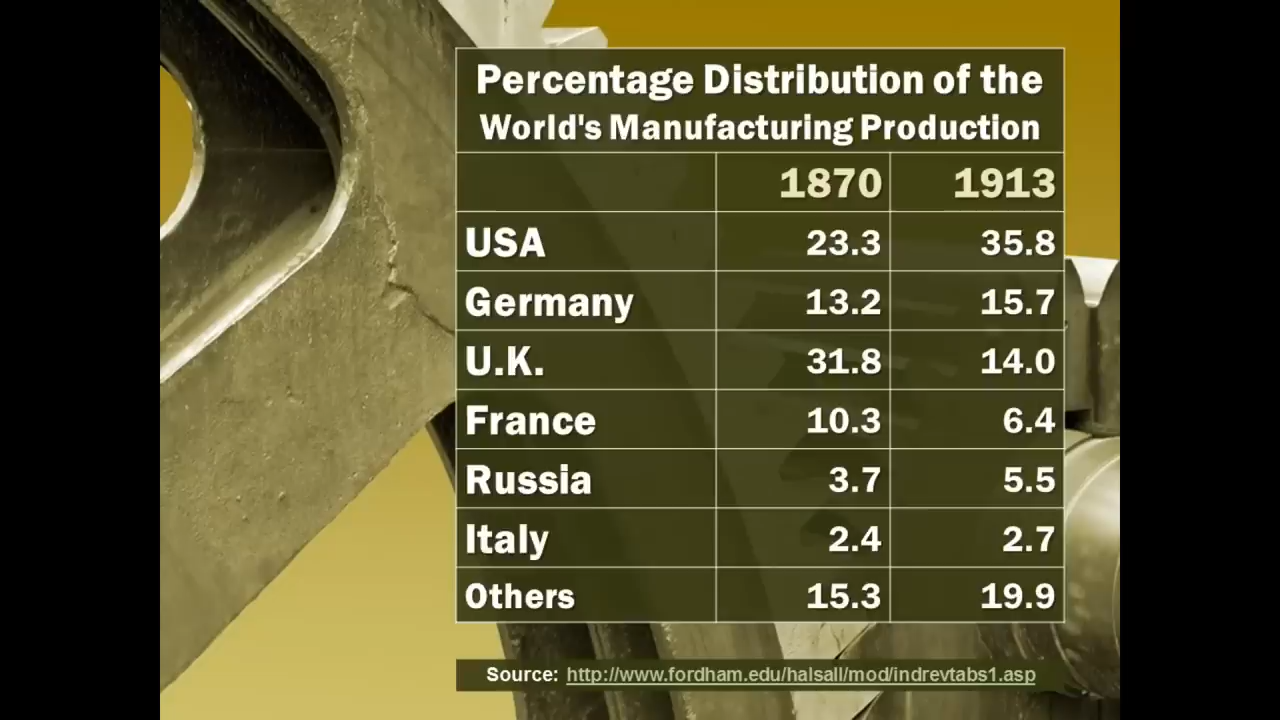 Percentage Distribution of the
World's Manufacturing Production
1870 1913
USA 23.3 35.8
Germany 13.2 15.7
U.K. 31.8 14.0
France 10.3 6.4
Russia 3.7 5.5
Italy 2.4 2.7
Others 15.3 19.9
Source: http://www.fordham.edu/halsall/mod/indrevtabs1.asp